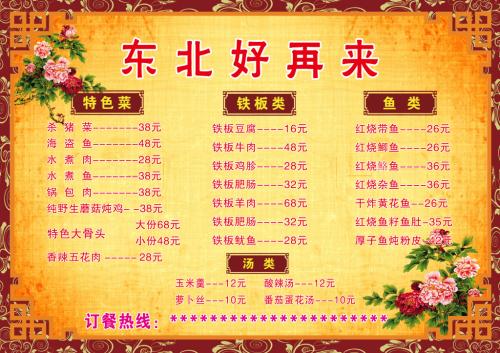 东北好再来
特色菜
杀猪菜------38元
海盗鱼-----48元
水煮肉-----28元
水煮鱼-----38元
锅包肉-----38元
纯野生蘑菇炖鸡--38元
特色大骨头
大份68元
小份48元
香辣五花肉-----28元
铁板类
铁板豆腐----16元
铁板牛肉----48元
铁板鸡胗----28元
铁板肥肠----32元
铁板羊肉----68元
铁板肥肠----32元
铁板鱿鱼----28元
鱼类
红烧带鱼----26元
红烧鲫鱼----26元
红烧鲶鱼----36元
红烧杂鱼----36元
干炸黄花鱼---26元
红烧鱼籽鱼肚-35元
厚子鱼炖粉皮-42元
汤类
玉米羹---12元 酸辣汤---12元
萝卜丝---10元 番茄蛋花汤---10元
订餐热线：***********************